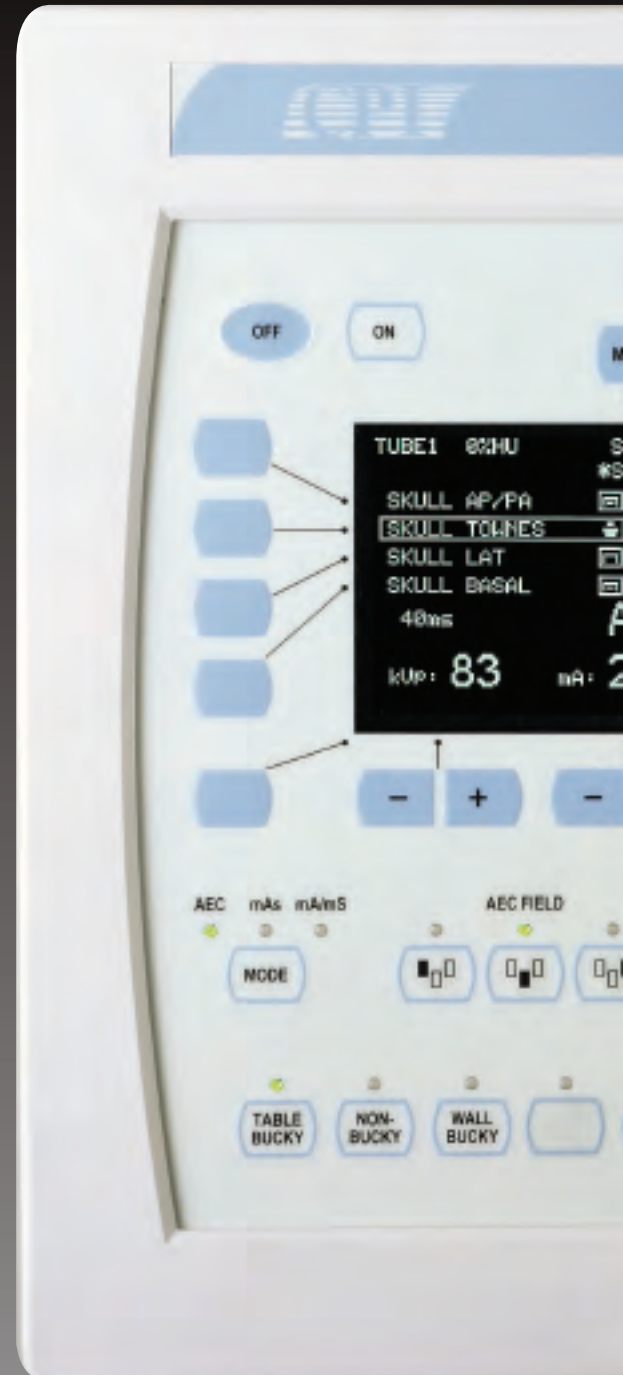 OFF
ON
M
TUBE1 0%HU
SKULL AP/PA
SKULL TOWNES
SKULL LAT
SKULL BASAL
40ms
kVp: 83 mA: 2
- + -
AEC mAs mA/mS
AEC FIELD
MODE
TABLE BUCKY
NON-BUCKY
WALL BUCKY